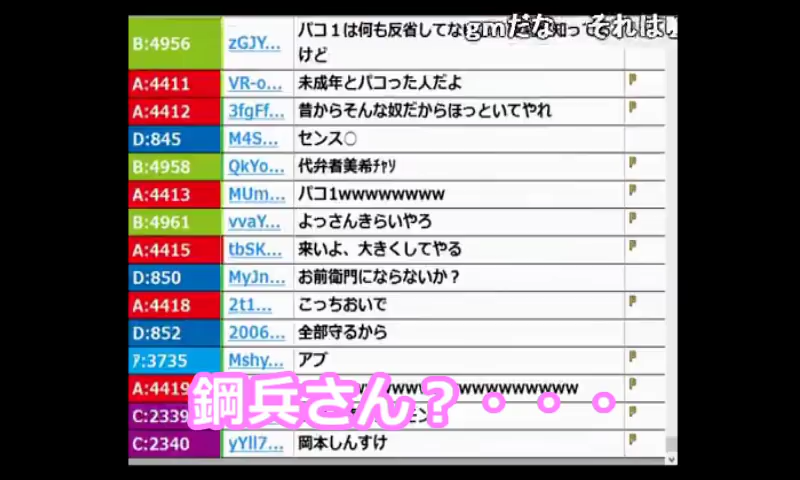 パコ１は何も反省してな
けど
gmだな それは
B:4956 zGJY...
A:4411 VR-o... 未成年とパコった人だよ P
A:4412 3fgFf... 昔からそんな奴だからほっといてやれ P
D:845 M4S... センス○
B:4958 QkYo... 代弁者美希ﾁｬﾘ P
A:4413 MUm... パコ1wwwwwwwww P
B:4961 vvaY... よっさんきらいやろ P
A:4415 tbSK... 来いよ、大きくしてやる P
D:850 MyJn... お前衛門にならないか？
A:4418 2t1... こっちおいで P
D:852 2006... 全部守るから
ｱ:3735 Mshy... アブ P
A:4419 wwwwwwwwwwwwwwww P
鋼兵さん？・・・
C:2339 P
C:2340 yYll7... 岡本しんすけ P